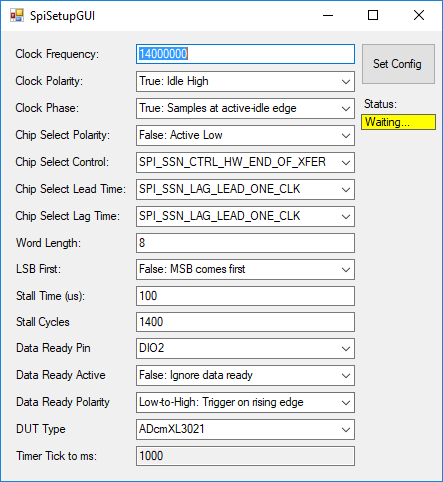 SpiSetupGUI
Clock Frequency: 14000000 Set Config
Clock Polarity: True: Idle High
Clock Phase: True: Samples at active-idle edge Status:
Chip Select Polarity: False: Active Low Waiting...
Chip Select Control: SPI_SSN_CTRL_HW_END_OF_XFER
Chip Select Lead Time: SPI_SSN_LAG_LEAD_ONE_CLK
Chip Select Lag Time: SPI_SSN_LAG_LEAD_ONE_CLK
Word Length: 8
LSB First: False: MSB comes first
Stall Time (us): 100
Stall Cycles 1400
Data Ready Pin DIO2
Data Ready Active False: Ignore data ready
Data Ready Polarity Low-to-High: Trigger on rising edge
DUT Type ADcmXL3021
Timer Tick to ms: 1000